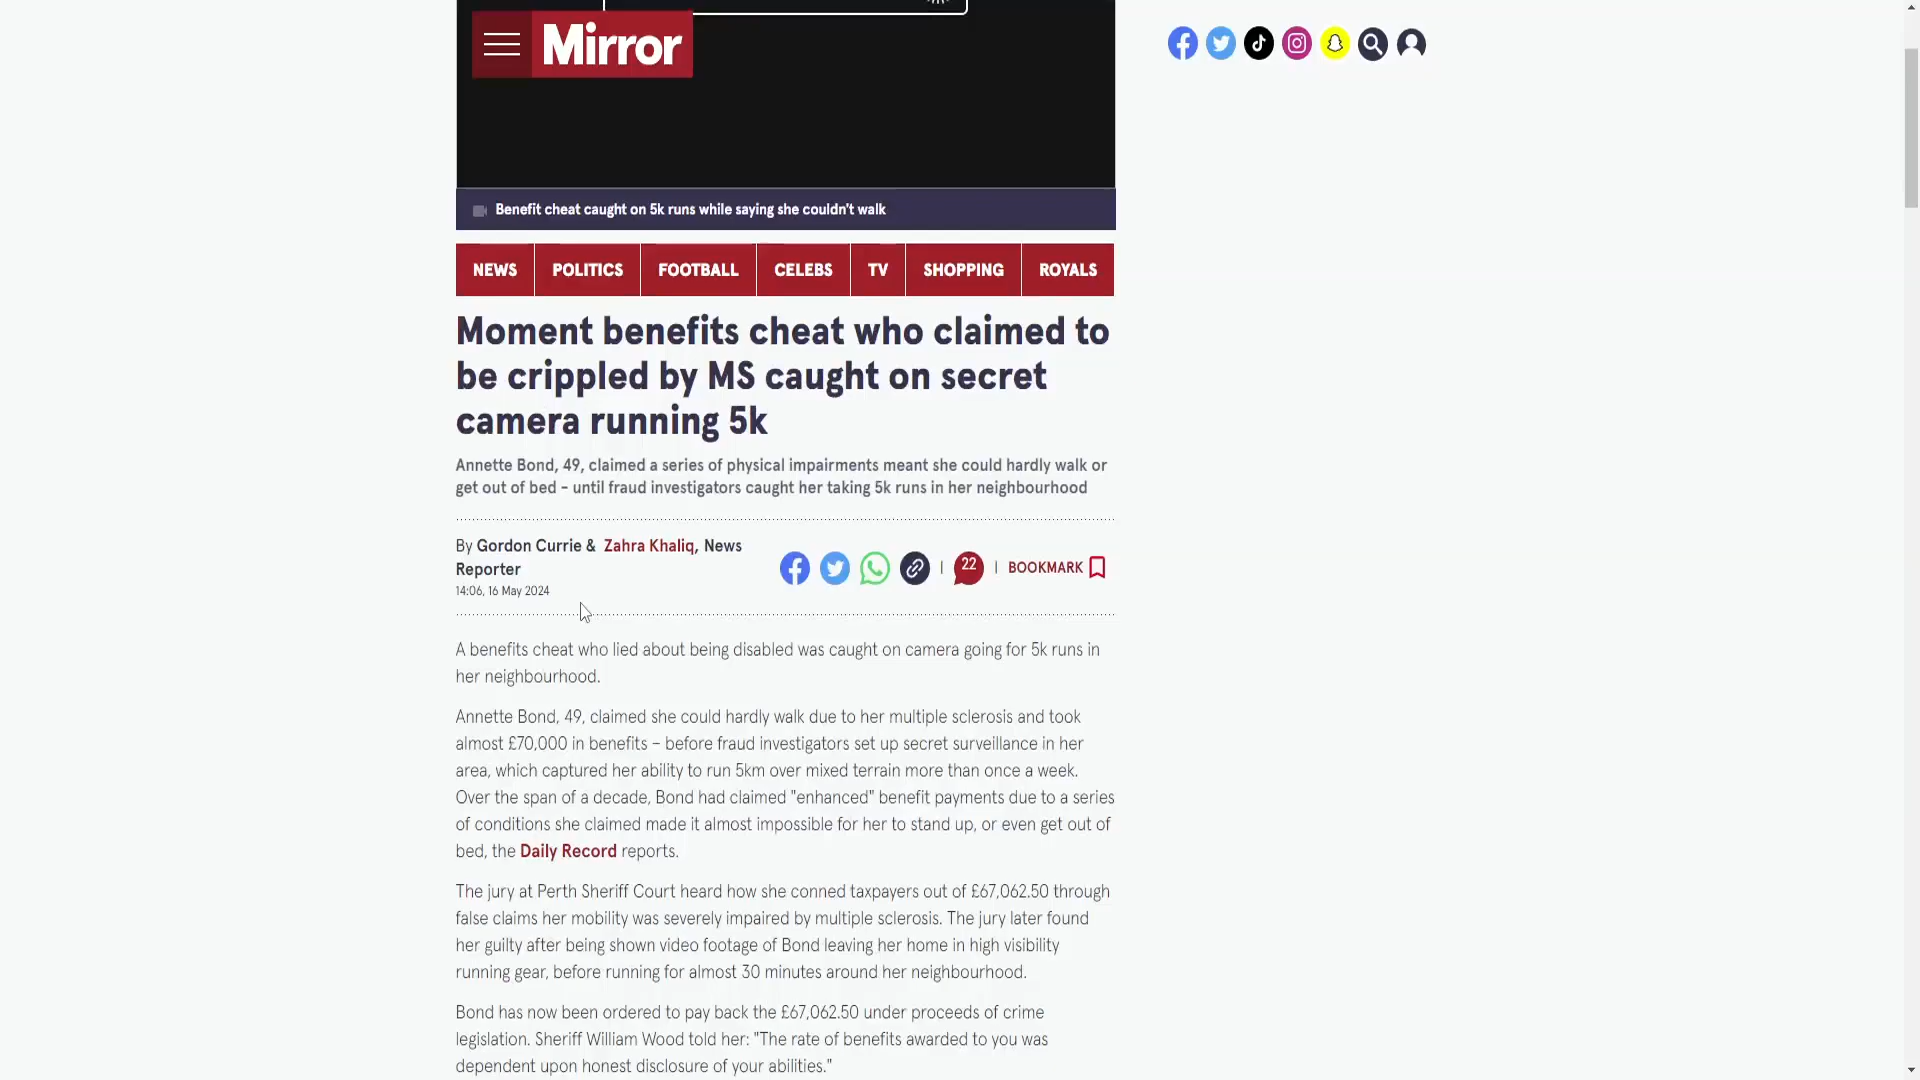 Mirror
Benefit cheat caught on 5k runs while saying she couldn't walk
NEWS
POLITICS
FOOTBALL
CELEBS
TV
SHOPPING
ROYALS
Moment benefits cheat who claimed to
be crippled by MS caught on secret
camera running 5k
Annette Bond, 49, claimed a series of physical impairments meant she could hardly walk or
get out of bed - until fraud investigators caught her taking 5k runs in her neighbourhood
By Gordon Currie & Zahra Khaliq, News
Reporter
14:06, 16 May 2024
22
BOOKMARK
A benefits cheat who lied about being disabled was caught on camera going for 5k runs in
her neighbourhood.
Annette Bond, 49, claimed she could hardly walk due to her multiple sclerosis and took
almost £70,000 in benefits – before fraud investigators set up secret surveillance in her
area, which captured her ability to run 5km over mixed terrain more than once a week.
Over the span of a decade, Bond had claimed "enhanced" benefit payments due to a series
of conditions she claimed made it almost impossible for her to stand up, or even get out of
bed, the Daily Record reports.
The jury at Perth Sheriff Court heard how she conned taxpayers out of £67,062.50 through
false claims her mobility was severely impaired by multiple sclerosis. The jury later found
her guilty after being shown video footage of Bond leaving her home in high visibility
running gear, before running for almost 30 minutes around her neighbourhood.
Bond has now been ordered to pay back the £67,062.50 under proceeds of crime
legislation. Sheriff William Wood told her: "The rate of benefits awarded to you was
dependent upon honest disclosure of your abilities."